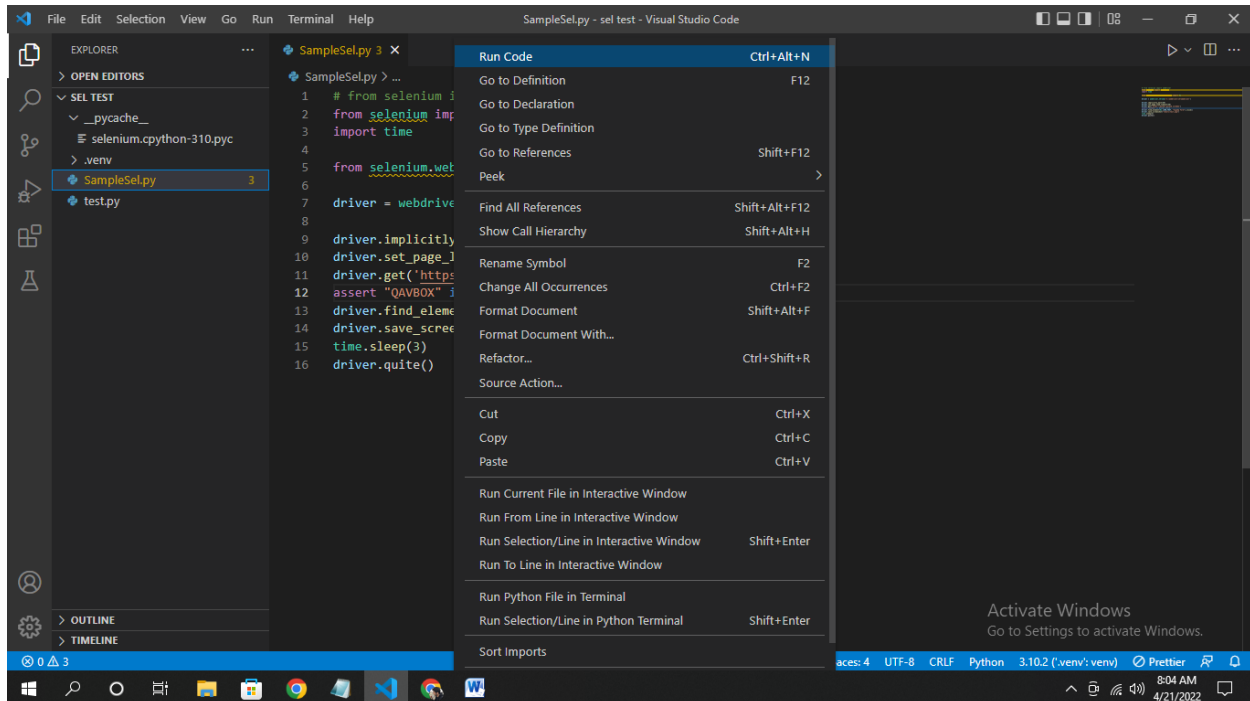 File Edit Selection View Go Run Terminal Help SampleSel.py - sel test - Visual Studio Code
EXPLORER ...
OPEN EDITORS
SEL TEST
__pycache__
selenium.cpython-310.pyc
.venv
SampleSel.py 3
test.py
OUTLINE
TIMELINE
SampleSel.py 3
SampleSel.py > ...
1 # from selenium i
2 from selenium imp
3 import time
4
5 from selenium.web
6
7 driver = webdrive
8
9 driver.implicitly
10 driver.set_page_l
11 driver.get('https
12 assert "QAVBOX" i
13 driver.find_eleme
14 driver.save_scree
15 time.sleep(3)
16 driver.quite()
Run Code Ctrl+Alt+N
Go to Definition F12
Go to Declaration
Go to Type Definition
Go to References Shift+F12
Peek
Find All References Shift+Alt+F12
Show Call Hierarchy Shift+Alt+H
Rename Symbol F2
Change All Occurrences Ctrl+F2
Format Document Shift+Alt+F
Format Document With...
Refactor... Ctrl+Shift+R
Source Action...
Cut Ctrl+X
Copy Ctrl+C
Paste Ctrl+V
Run Current File in Interactive Window
Run From Line in Interactive Window
Run Selection/Line in Interactive Window Shift+Enter
Run To Line in Interactive Window
Run Python File in Terminal
Run Selection/Line in Python Terminal Shift+Enter
Sort Imports
Activate Windows
Go to Settings to activate Windows.
0 3 aces: 4 UTF-8 CRLF Python 3.10.2 ('.venv': venv) Prettier
8:04 AM
4/21/2022